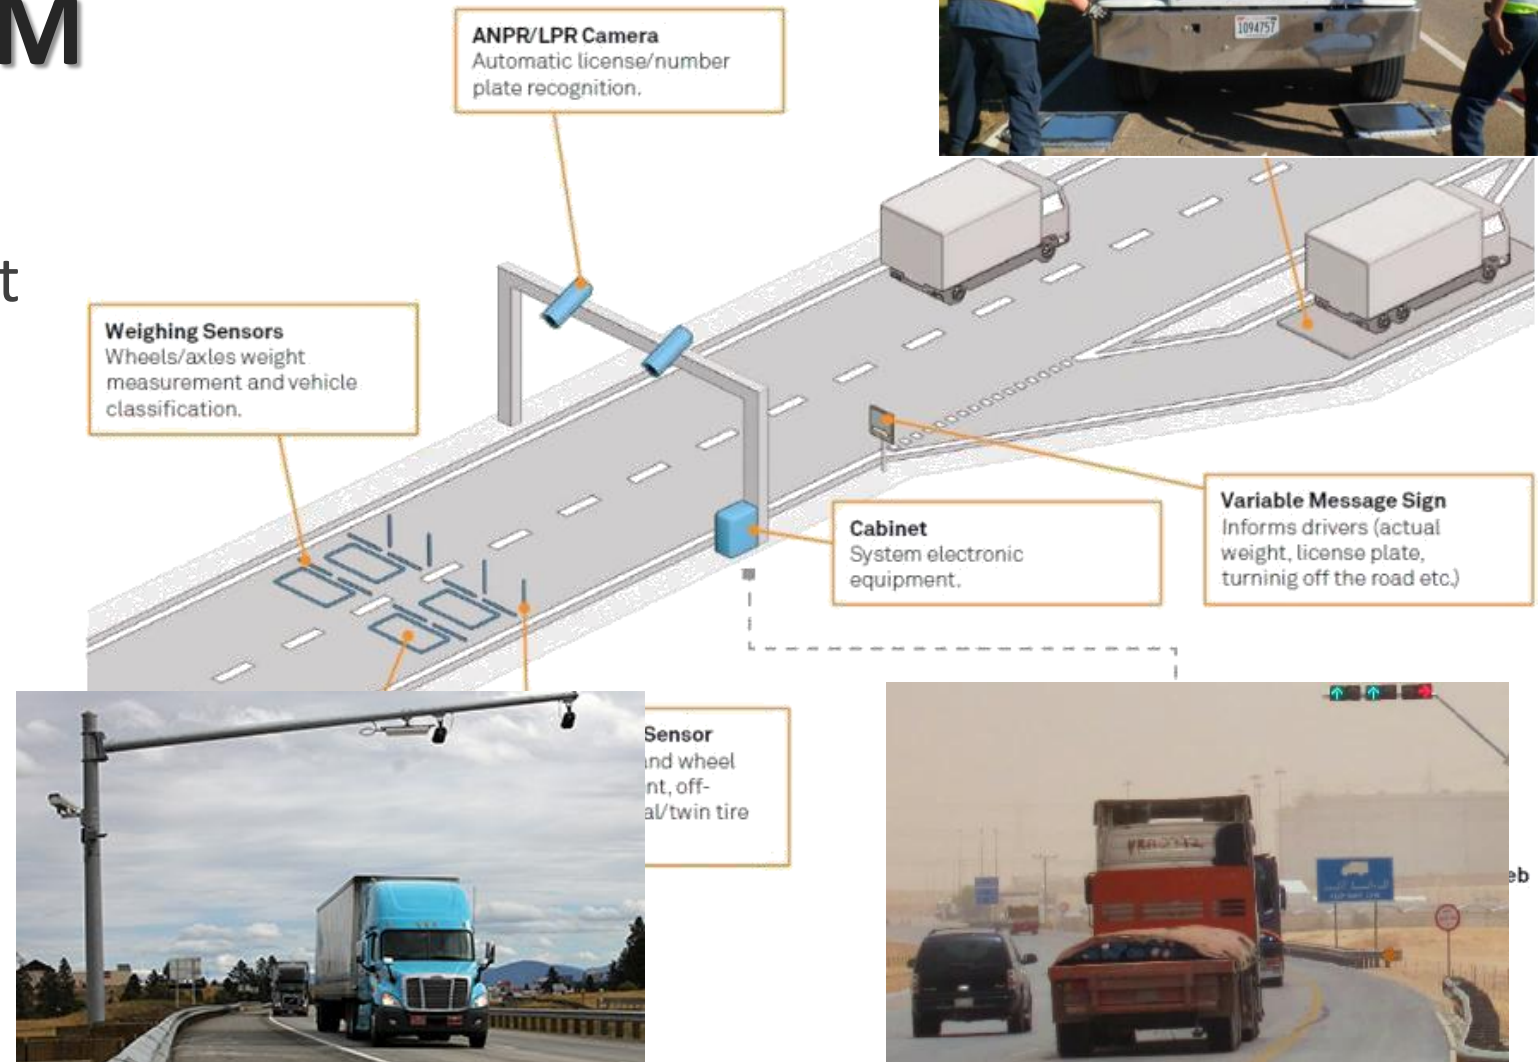 M
t
ANPR/LPR Camera
Automatic license/number
plate recognition.
1094757
Weighing Sensors
Wheels/axles weight
measurement and vehicle
classification.
Variable Message Sign
Informs drivers (actual
weight, license plate,
turninig off the road etc.)
Cabinet
System electronic
equipment.
Sensor
and wheel
nt, off-
al/twin tire
eb